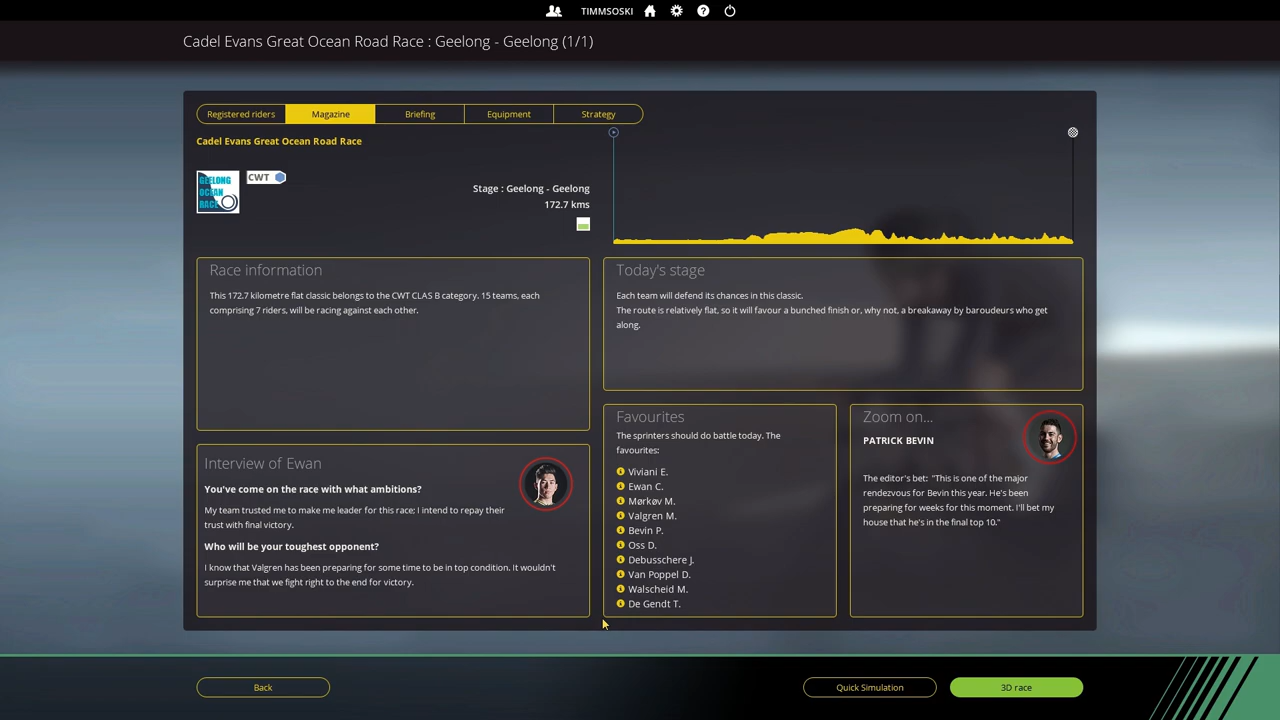 TIMMSOSKI
Cadel Evans Great Ocean Road Race : Geelong - Geelong (1/1)
Registered riders
Magazine
Briefing
Equipment
Strategy
Cadel Evans Great Ocean Road Race
GEELONG
OCEAN
RACE
CWT
Stage : Geelong - Geelong
172.7 kms
Race information
This 172.7 kilometre flat classic belongs to the CWT CLAS B category. 15 teams, each
comprising 7 riders, will be racing against each other.
Today's stage
Each team will defend its chances in this classic.
The route is relatively flat, so it will favour a bunched finish or, why not, a breakaway by baroudeurs who get
along.
Interview of Ewan
You've come on the race with what ambitions?
My team trusted me to make me leader for this race; I intend to repay their
trust with final victory.
Who will be your toughest opponent?
I know that Valgren has been preparing for some time to be in top condition. It wouldn't
surprise me that we fight right to the end for victory.
Favourites
The sprinters should do battle today. The
favourites:
Viviani E.
Ewan C.
Mørkøv M.
Valgren M.
Bevin P.
Oss D.
Debusschere J.
Van Poppel D.
Walscheid M.
De Gendt T.
Zoom on...
PATRICK BEVIN
The editor's bet: "This is one of the major
rendezvous for Bevin this year. He's been
preparing for weeks for this moment. I'll bet my
house that he's in the final top 10."
Back
Quick Simulation
3D race